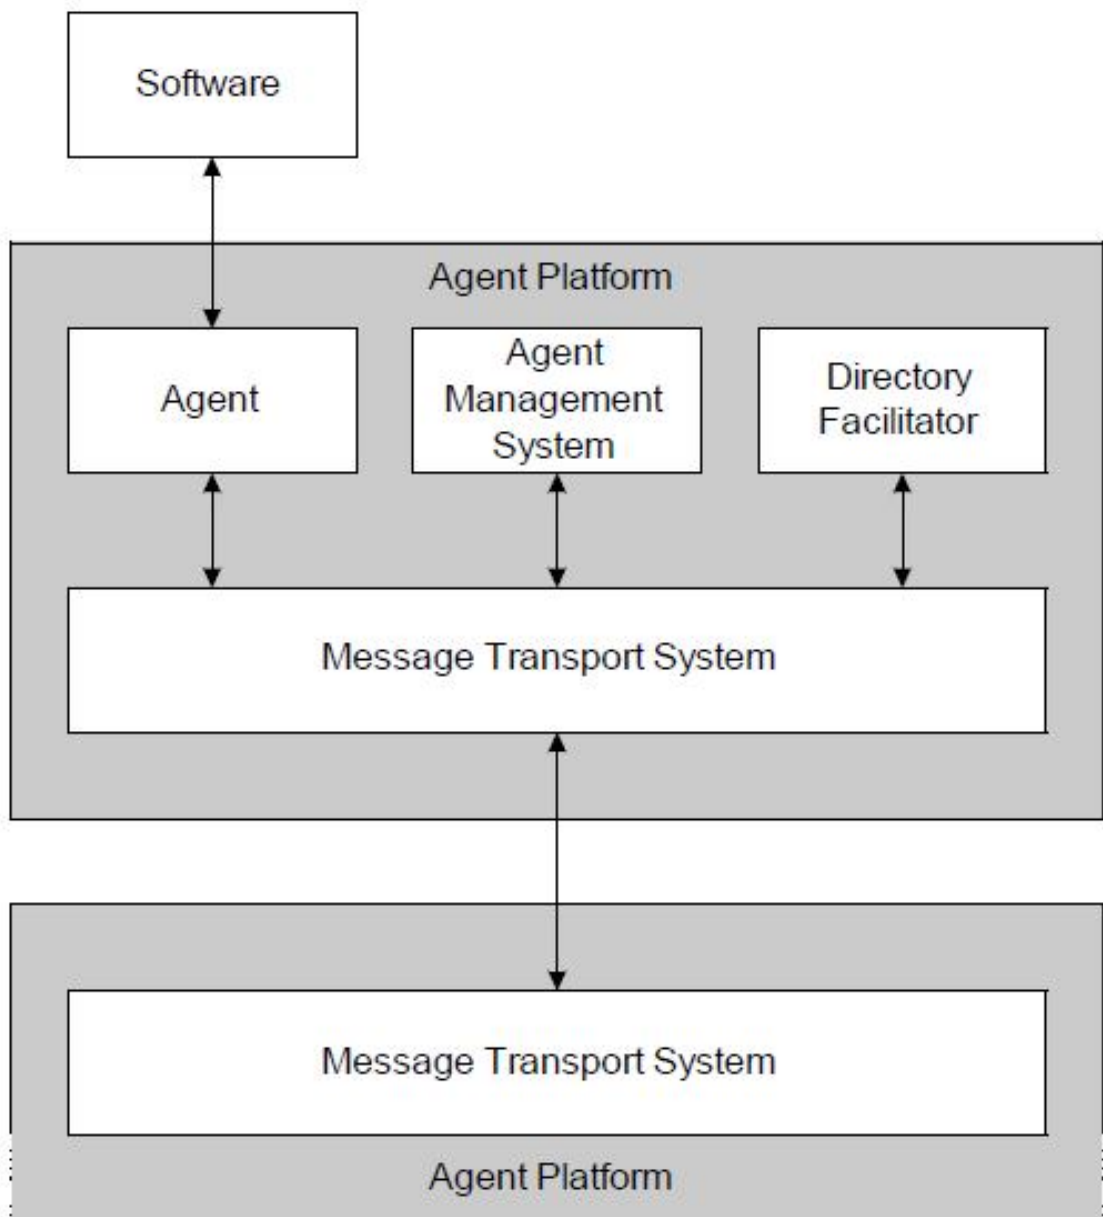 Software
Agent Platform
Agent
Agent
Management
System
Directory
Facilitator
Message Transport System
Message Transport System
Agent Platform